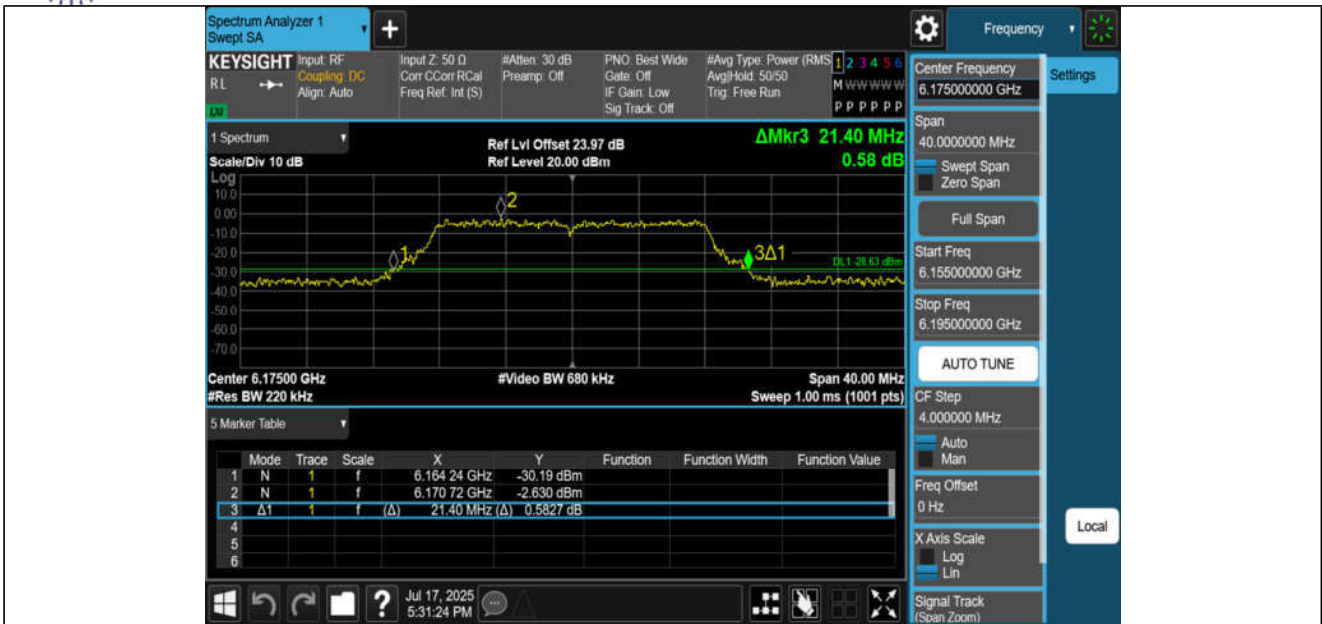 Spectrum Analyzer 1
Swept SA
+
Frequency
KEYSIGHT
RL
LV
Input: RF
Coupling: DC
Align: Auto
Input Z: 50 Ω
Corr CCorr RCal
Freq Ref: Int (S)
#Atten: 30 dB
Preamp: Off
PNO: Best Wide
Gate: Off
IF Gain: Low
Sig Track: Off
#Avg Type: Power (RMS
Avg|Hold: 50/50
Trig: Free Run
1 2 3 4 5 6
M W W W W W
P P P P P P
1 Spectrum
Scale/Div 10 dB
Ref Lvl Offset 23.97 dB
Ref Level 20.00 dBm
ΔMkr3 21.40 MHz
0.58 dB
Log
10.0
0.00
-10.0
-20.0
-30.0
-40.0
-50.0
-60.0
-70.0
2
1
3Δ1
DL1 -28.63 dBm
Center 6.17500 GHz
#Video BW 680 kHz
Span 40.00 MHz
#Res BW 220 kHz
Sweep 1.00 ms (1001 pts)
5 Marker Table
Mode Trace Scale X Y Function Function Width Function Value
1 N 1 f 6.164 24 GHz -30.19 dBm
2 N 1 f 6.170 72 GHz -2.630 dBm
3 Δ1 1 f (Δ) 21.40 MHz (Δ) 0.5827 dB
4
5
6
?
Jul 17, 2025
5:31:24 PM
Center Frequency
6.175000000 GHz
Settings
Span
40.0000000 MHz
Swept Span
Zero Span
Full Span
Start Freq
6.155000000 GHz
Stop Freq
6.195000000 GHz
AUTO TUNE
CF Step
4.000000 MHz
Auto
Man
Freq Offset
0 Hz
Local
X Axis Scale
Log
Lin
Signal Track
(Span Zoom)